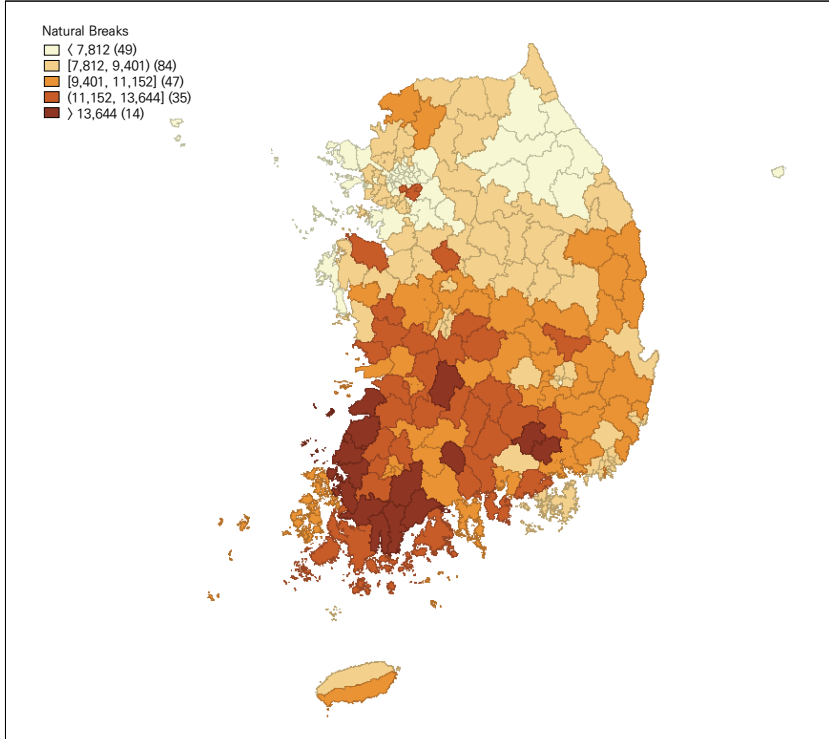 Natural Breaks
〈 7,812 (49)
[7,812, 9,401) (84)
[9,401, 11,152] (47)
(11,152, 13,644] (35)
〉 13,644 (14)